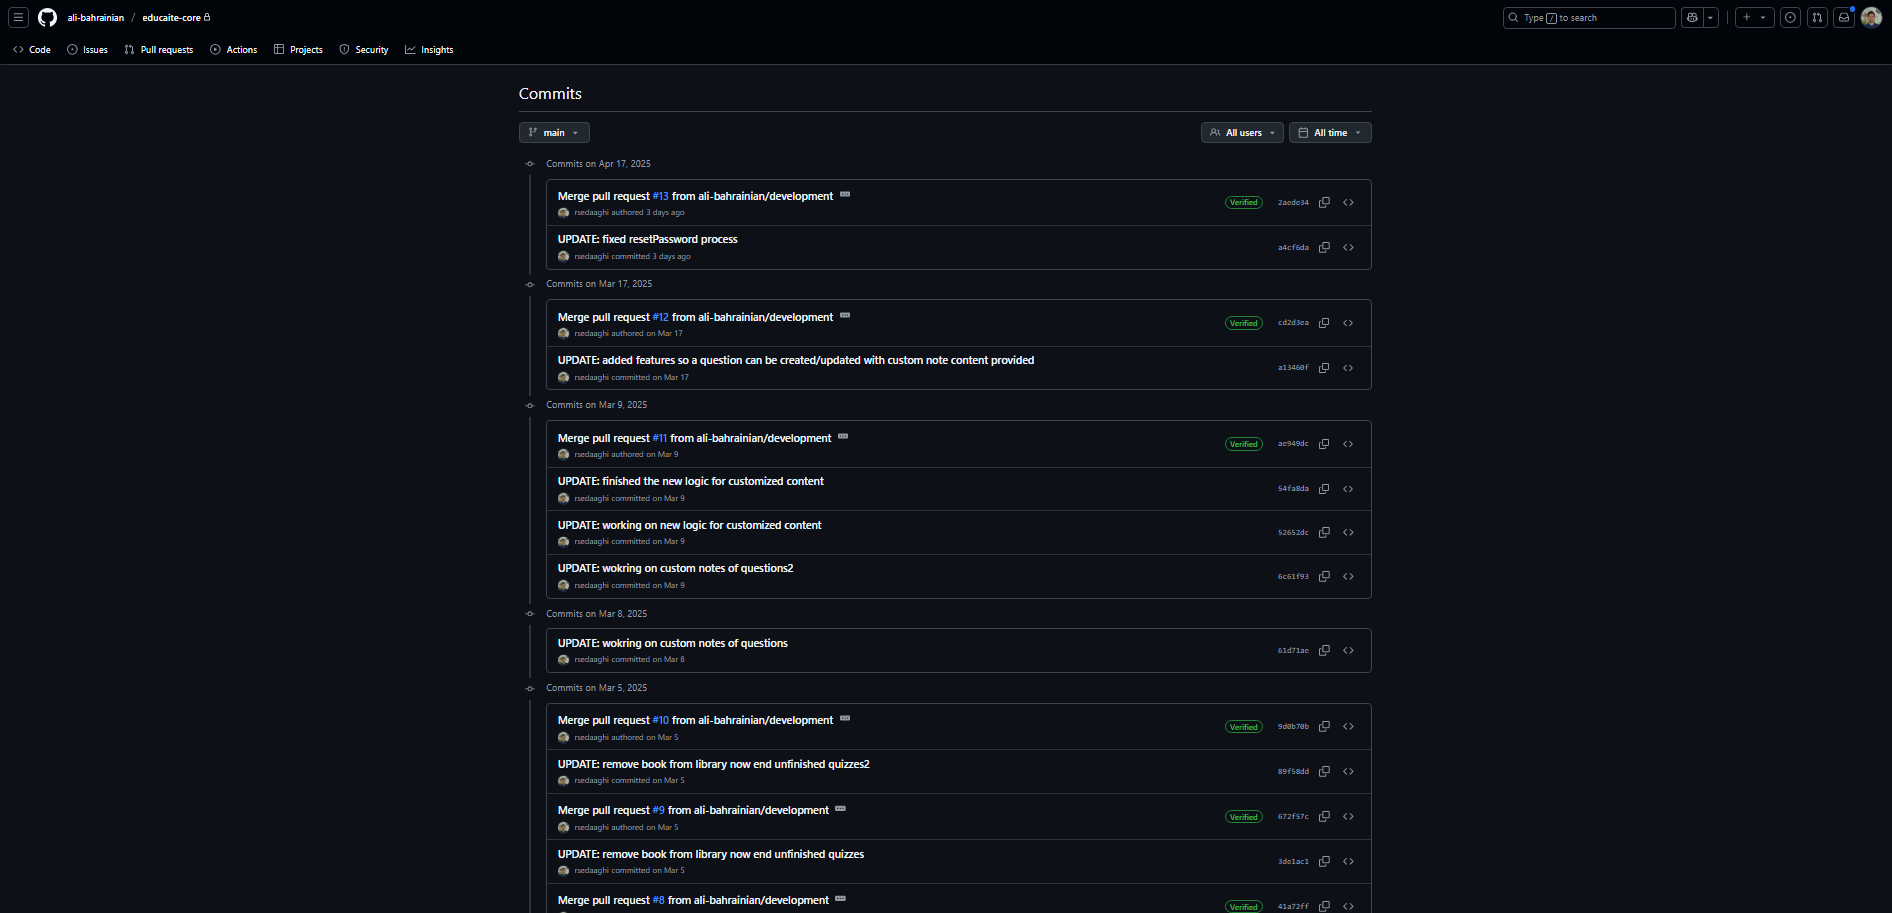 ali-bahrainian / educaite-core
Type / to search
Code Issues Pull requests Actions Projects Security Insights
Commits
main
All users All time
Commits on Apr 17, 2025
Merge pull request #13 from ali-bahrainian/development
rsedaaghi authored 3 days ago
Verified 2aede34
UPDATE: fixed resetPassword process
rsedaaghi committed 3 days ago
a4cf6da
Commits on Mar 17, 2025
Merge pull request #12 from ali-bahrainian/development
rsedaaghi authored on Mar 17
Verified cd2d3ea
UPDATE: added features so a question can be created/updated with custom note content provided
rsedaaghi committed on Mar 17
a13460f
Commits on Mar 9, 2025
Merge pull request #11 from ali-bahrainian/development
rsedaaghi authored on Mar 9
Verified ae949dc
UPDATE: finished the new logic for customized content
rsedaaghi committed on Mar 9
54fa8da
UPDATE: working on new logic for customized content
rsedaaghi committed on Mar 9
52652dc
UPDATE: wokring on custom notes of questions2
rsedaaghi committed on Mar 9
6c61f93
Commits on Mar 8, 2025
UPDATE: wokring on custom notes of questions
rsedaaghi committed on Mar 8
61d71ae
Commits on Mar 5, 2025
Merge pull request #10 from ali-bahrainian/development
rsedaaghi authored on Mar 5
Verified 9d0b70b
UPDATE: remove book from library now end unfinished quizzes2
rsedaaghi committed on Mar 5
89f58dd
Merge pull request #9 from ali-bahrainian/development
rsedaaghi authored on Mar 5
Verified 672f57c
UPDATE: remove book from library now end unfinished quizzes
rsedaaghi committed on Mar 5
3de1ac1
Merge pull request #8 from ali-bahrainian/development
Verified 41a72ff